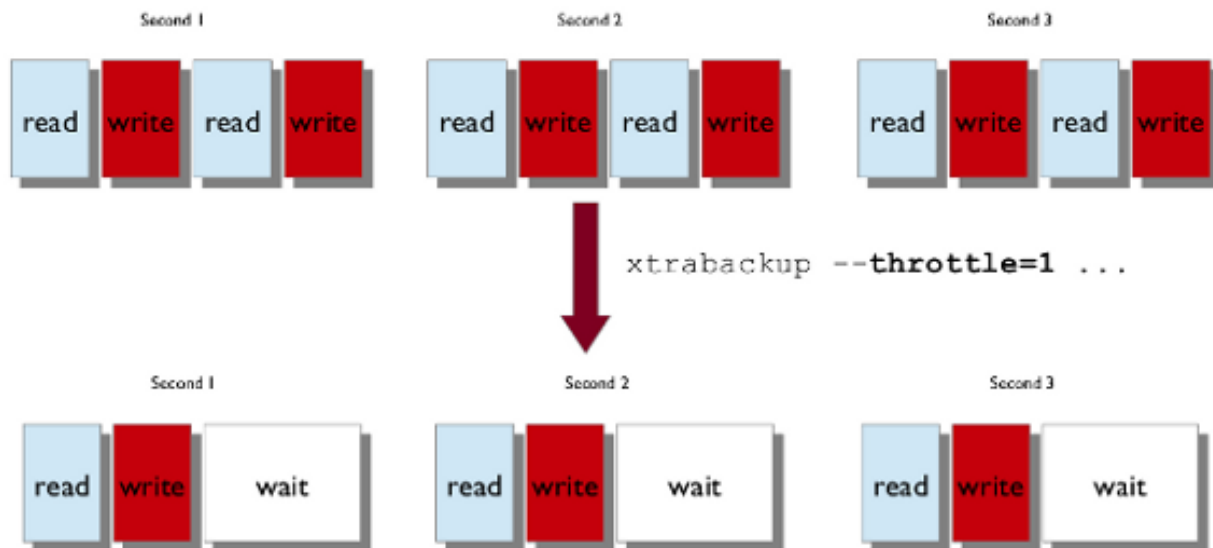 Second 1 Second 2 Second 3
read write read write read write read write read write read write
xtrabackup --throttle=1 ...
Second 1 Second 2 Second 3
read write wait read write wait read write wait